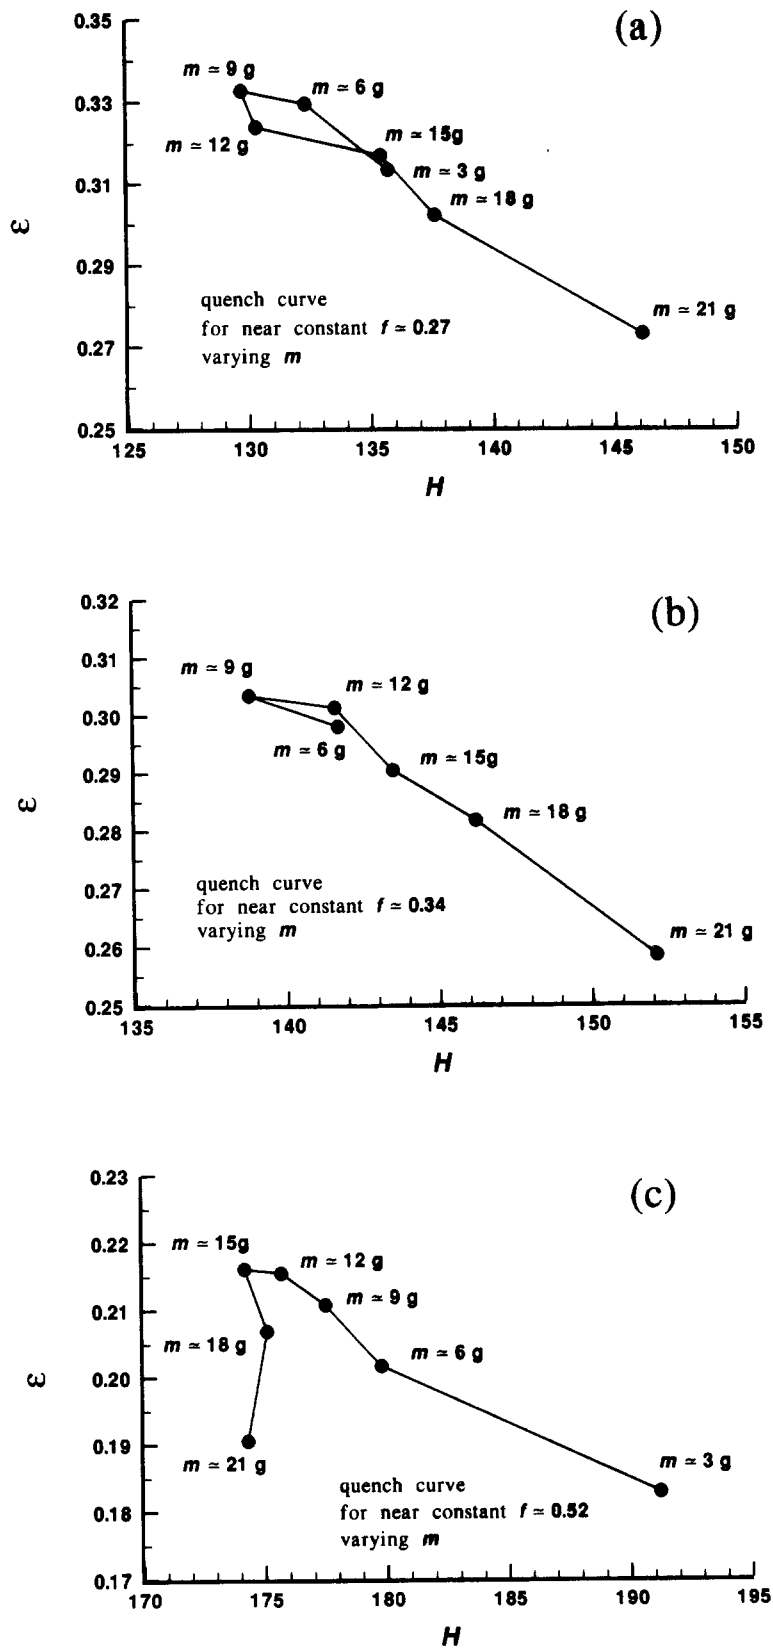 (a)
0.35
0.33
0.31
0.29
0.27
0.25
ε
m ≃ 9 g
m ≃ 6 g
m ≃ 12 g
m ≃ 15g
m ≃ 3 g
m ≃ 18 g
m ≃ 21 g
quench curve
for near constant f ≃ 0.27
varying m
125 130 135 140 145 150
H
(b)
0.32
0.31
0.30
0.29
0.28
0.27
0.26
0.25
ε
m ≃ 9 g
m ≃ 12 g
m ≃ 6 g
m ≃ 15g
m ≃ 18 g
m ≃ 21 g
quench curve
for near constant f ≃ 0.34
varying m
135 140 145 150 155
H
(c)
0.23
0.22
0.21
0.20
0.19
0.18
0.17
ε
m ≃ 15g
m ≃ 12 g
m ≃ 9 g
m ≃ 18 g
m ≃ 6 g
m ≃ 21 g
m ≃ 3 g
quench curve
for near constant f ≃ 0.52
varying m
170 175 180 185 190 195
H